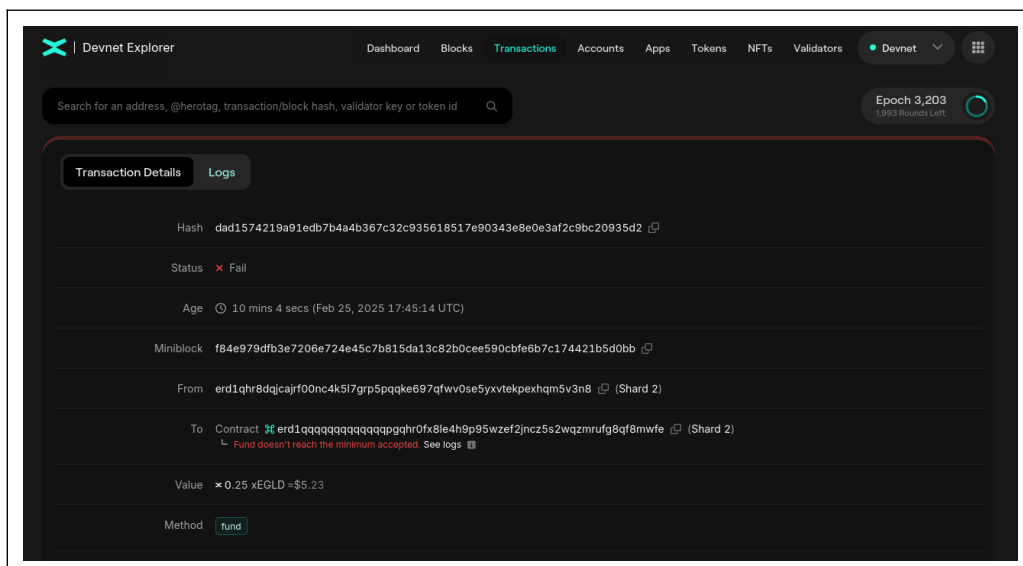 Devnet Explorer Dashboard Blocks Transactions Accounts Apps Tokens NFTs Validators Devnet
Search for an address, @herotag, transaction/block hash, validator key or token id
Epoch 3,203
1,993 Rounds Left
Transaction Details Logs
Hash dad1574219a91edb7b4a4b367c32c935618517e90343e8e0e3af2c9bc20935d2
Status Fail
Age 10 mins 4 secs (Feb 25, 2025 17:45:14 UTC)
Miniblock f84e979dfb3e7206e724e45c7b815da13c82b0cee590cbfe6b7c174421b5d0bb
From erd1qhr8dqjcajrf00nc4k5l7grp5pqqke697qfwv0se5yxvtekpexhqm5v3n8 (Shard 2)
To Contract erd1qqqqqqqqqqqqqpgqhr0fx8le4h9p95wzef2jncz5s2wqzmrufg8qf8mwfe (Shard 2)
Fund doesn't reach the minimum accepted. See logs
Value 0.25 xEGLD ≈$5.23
Method fund